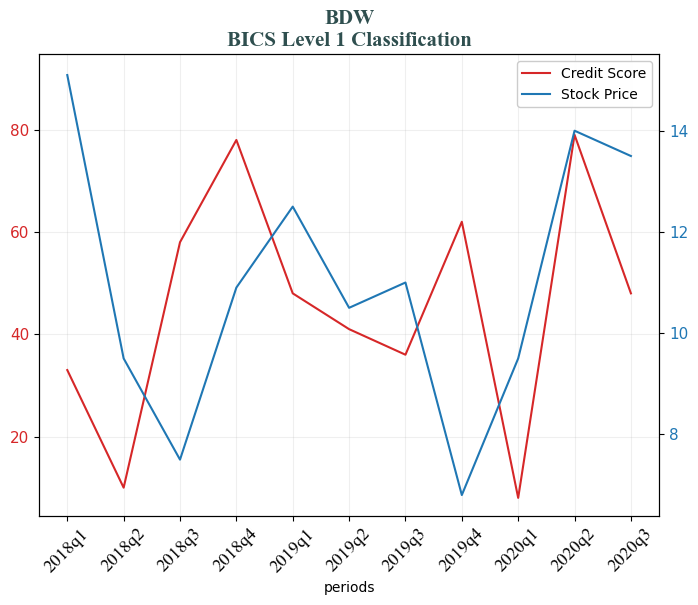 BDW
BICS Level 1 Classification
Credit Score
Stock Price
80
60
40
20
14
12
10
8
2018q1
2018q2
2018q3
2018q4
2019q1
2019q2
2019q3
2019q4
2020q1
2020q2
2020q3
periods